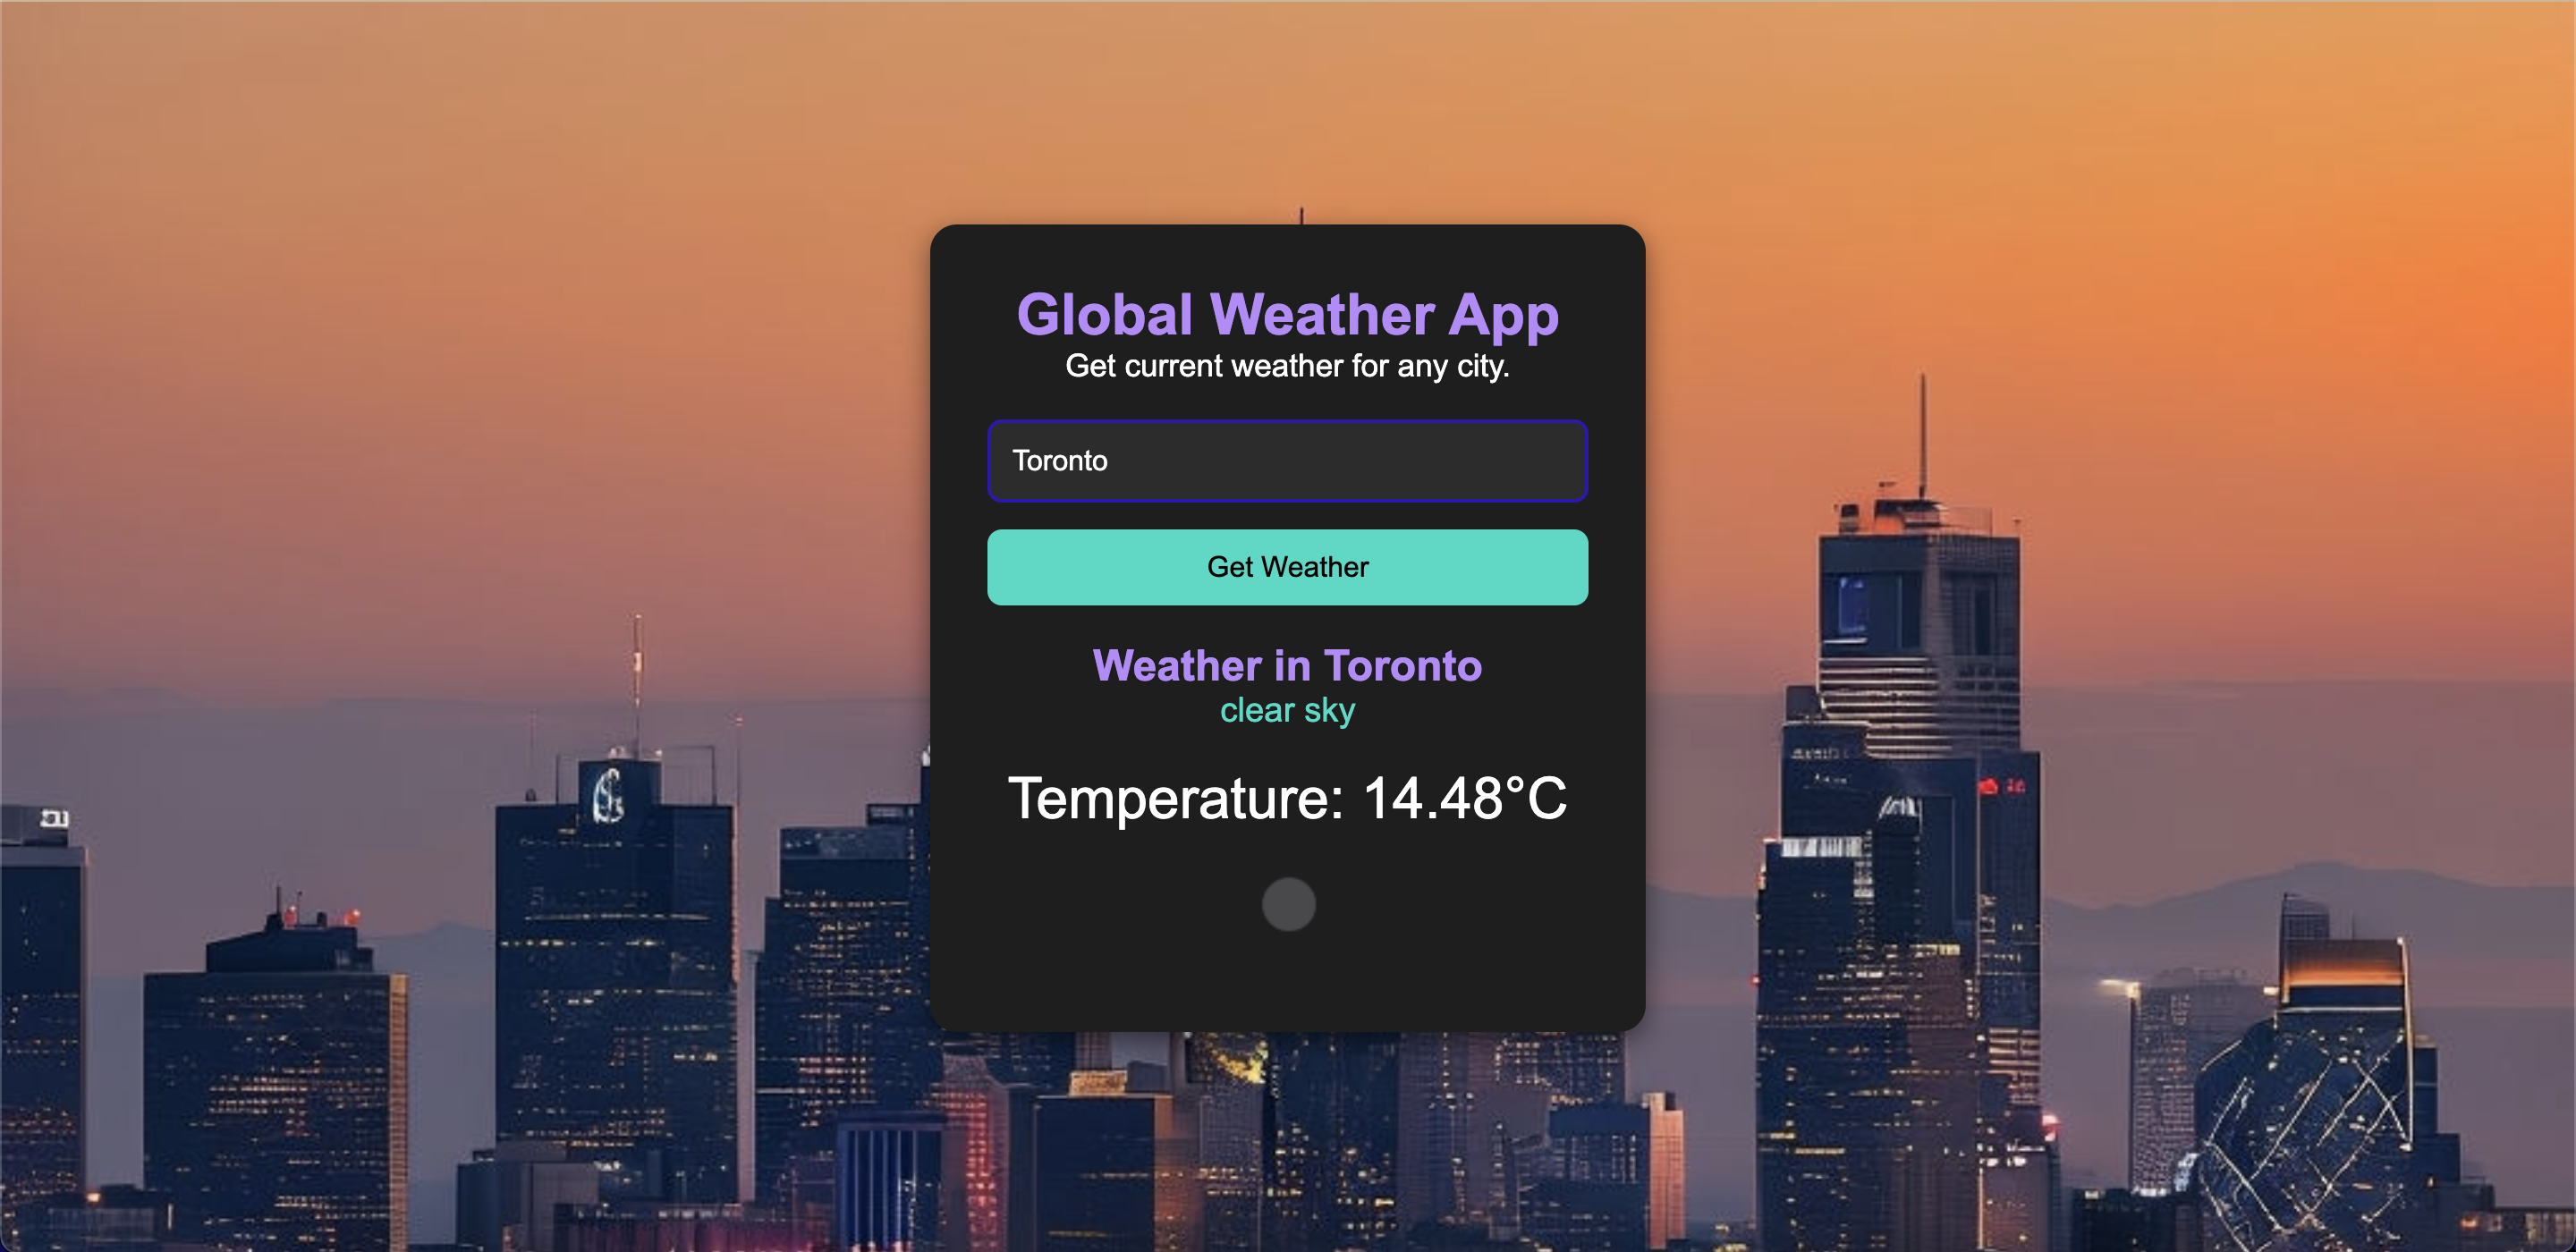 Global Weather App
Get current weather for any city.
Toronto
Get Weather
Weather in Toronto
clear sky
Temperature: 14.48°C